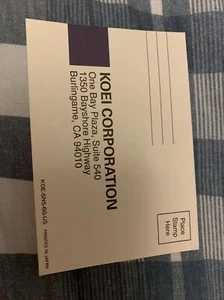 KOEI CORPORATION
One Bay Plaza, Suite 540
1350 Bayshore Highway
Burlingame, CA 94010
Place
Stamp
Here
KOE-SNS-6G-US PRINTED IN JAPAN